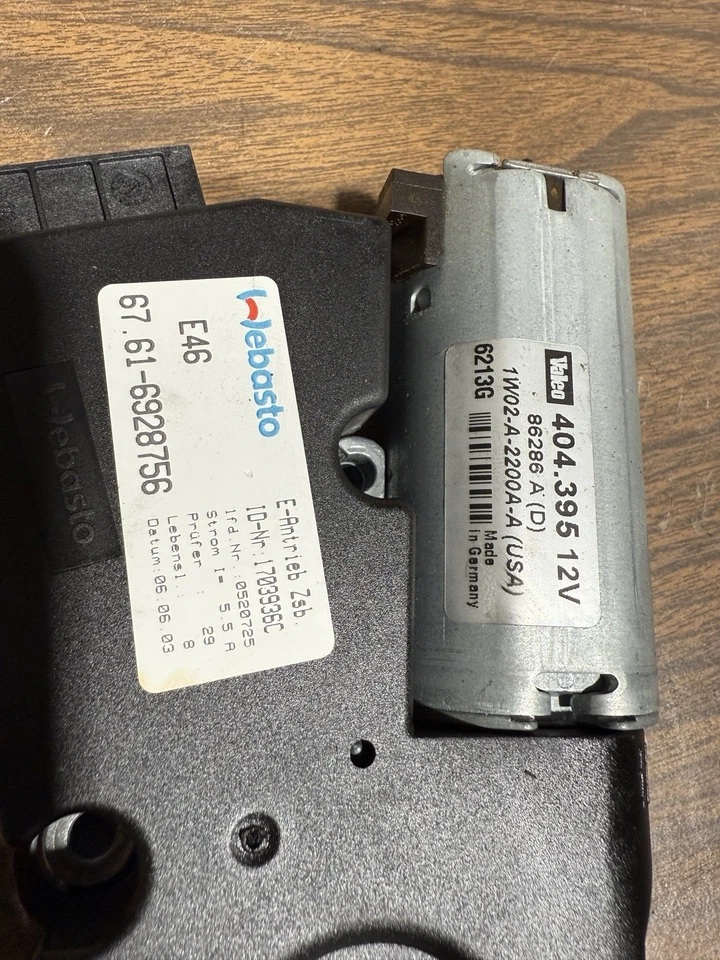 Webasto
E46
67.61-6928756
E-Antrieb Zsb.
ID-Nr:1703936C
lfd.Nr.:0520725
Strom I= 5.5 A
Prüfer : 29
Lebensl.: 8
Datum:06.06.03
Webasto
Valeo 404.395 12V
86286 A (D)
1W02-A-2200A-A (USA)
6213G
Made
in Germany